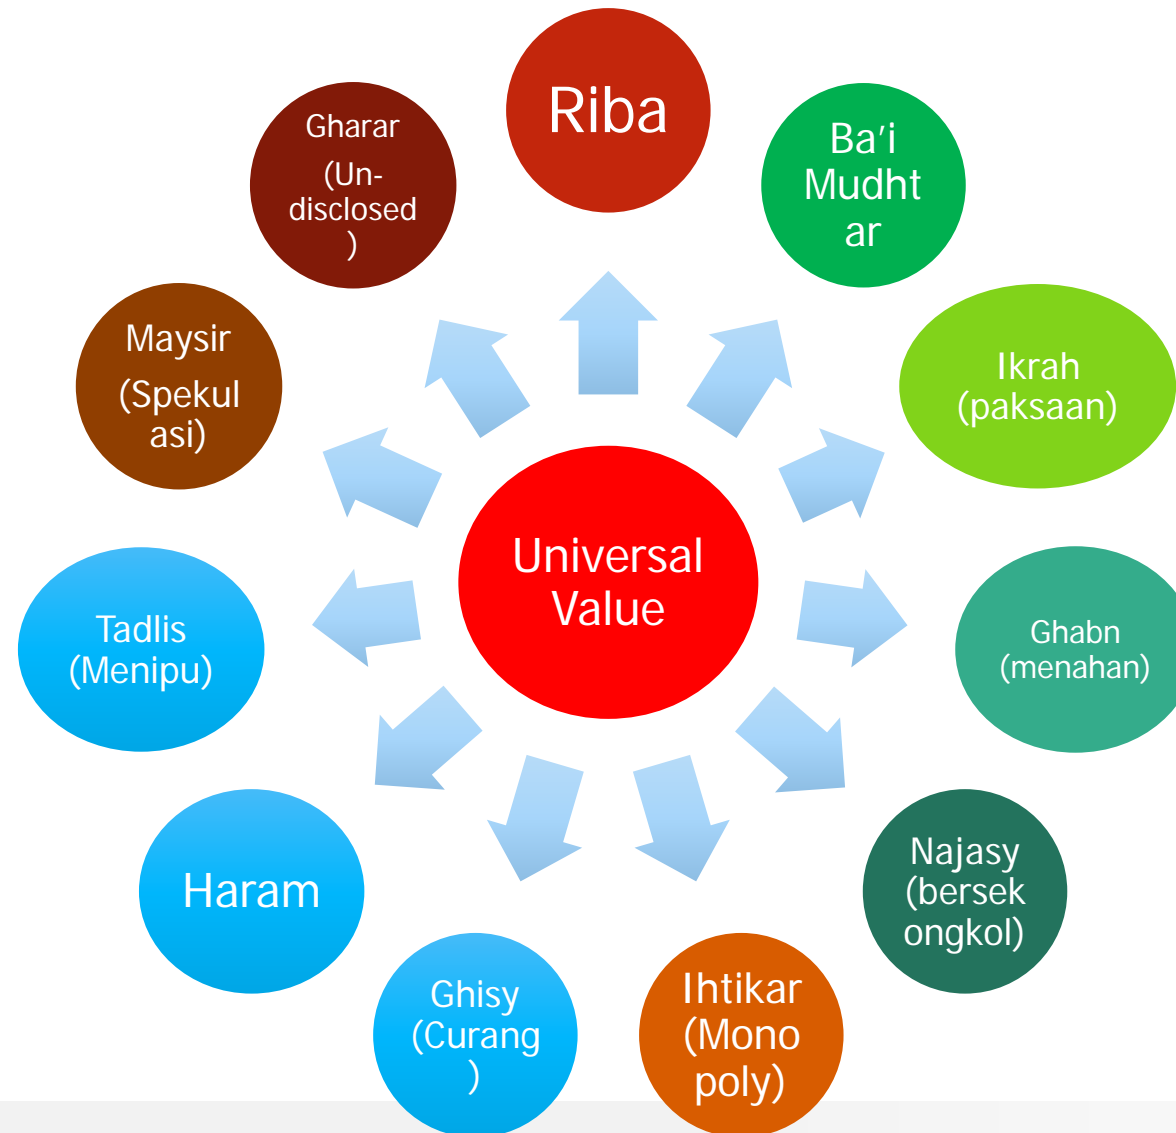 Riba
Ba'i
Mudht
ar
Ikrah
(paksaan)
Ghabn
(menahan)
Najasy
(bersek
ongkol)
Ihtikar
(Mono
poly)
Ghisy
(Curang
)
Haram
Tadlis
(Menipu)
Maysir
(Spekul
asi)
Gharar
(Un-
disclosed
)
Universal
Value